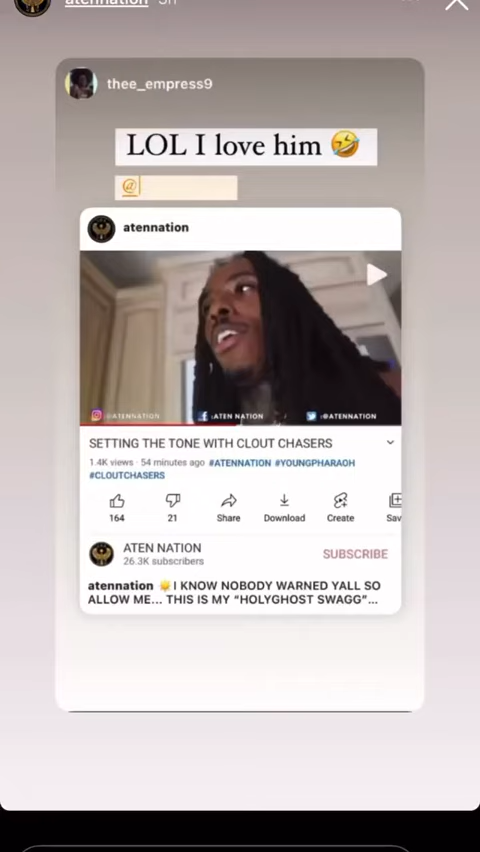 atennation 5h
thee_empress9
LOL I love him 🤣
@
atennation
@ATENNATION :ATEN NATION :@ATENNATION
SETTING THE TONE WITH CLOUT CHASERS
1.4K views · 54 minutes ago #ATENNATION #YOUNGPHARAOH
#CLOUTCHASERS
164 21 Share Download Create Sav
ATEN NATION
26.3K subscribers
SUBSCRIBE
atennation ☀️I KNOW NOBODY WARNED YALL SO
ALLOW ME... THIS IS MY “HOLYGHOST SWAGG”...